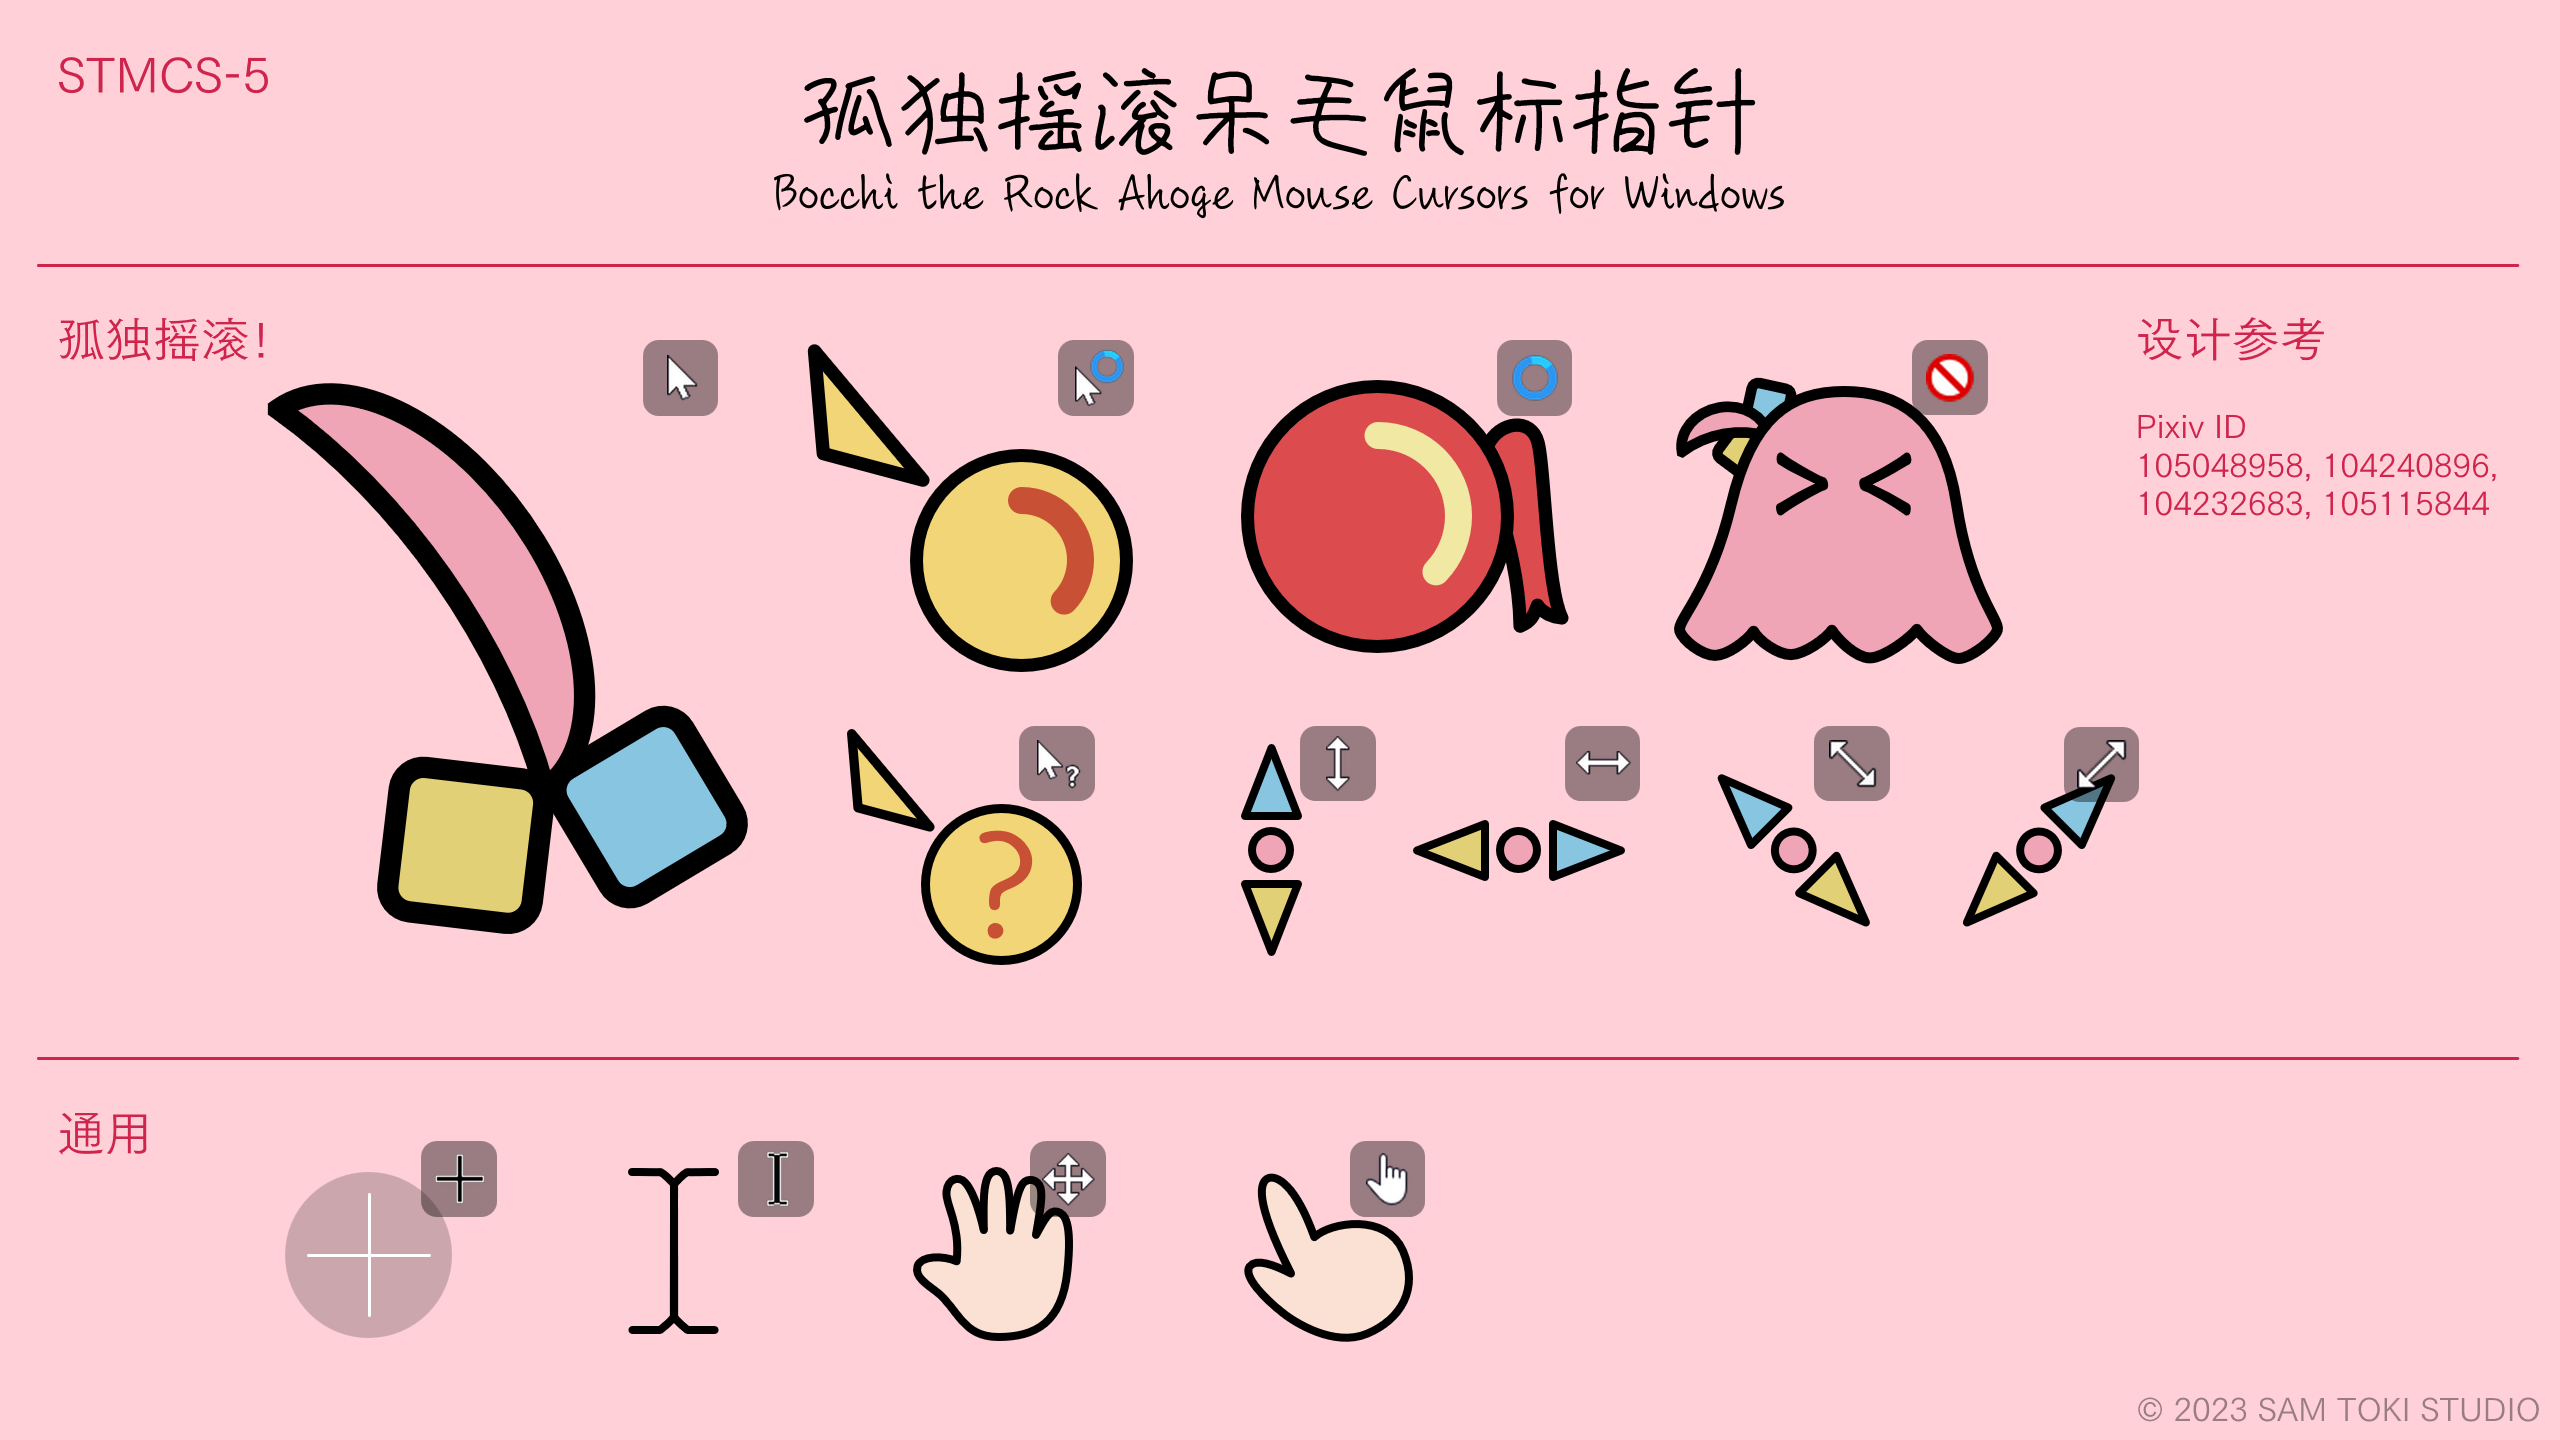 STMCS-5
孤独摇滚呆毛鼠标指针
Bocchi the Rock Ahoge Mouse Cursors for Windows
孤独摇滚!
设计参考
Pixiv ID
105048958, 104240896,
104232683, 105115844
?
?
通用
© 2023 SAM TOKI STUDIO